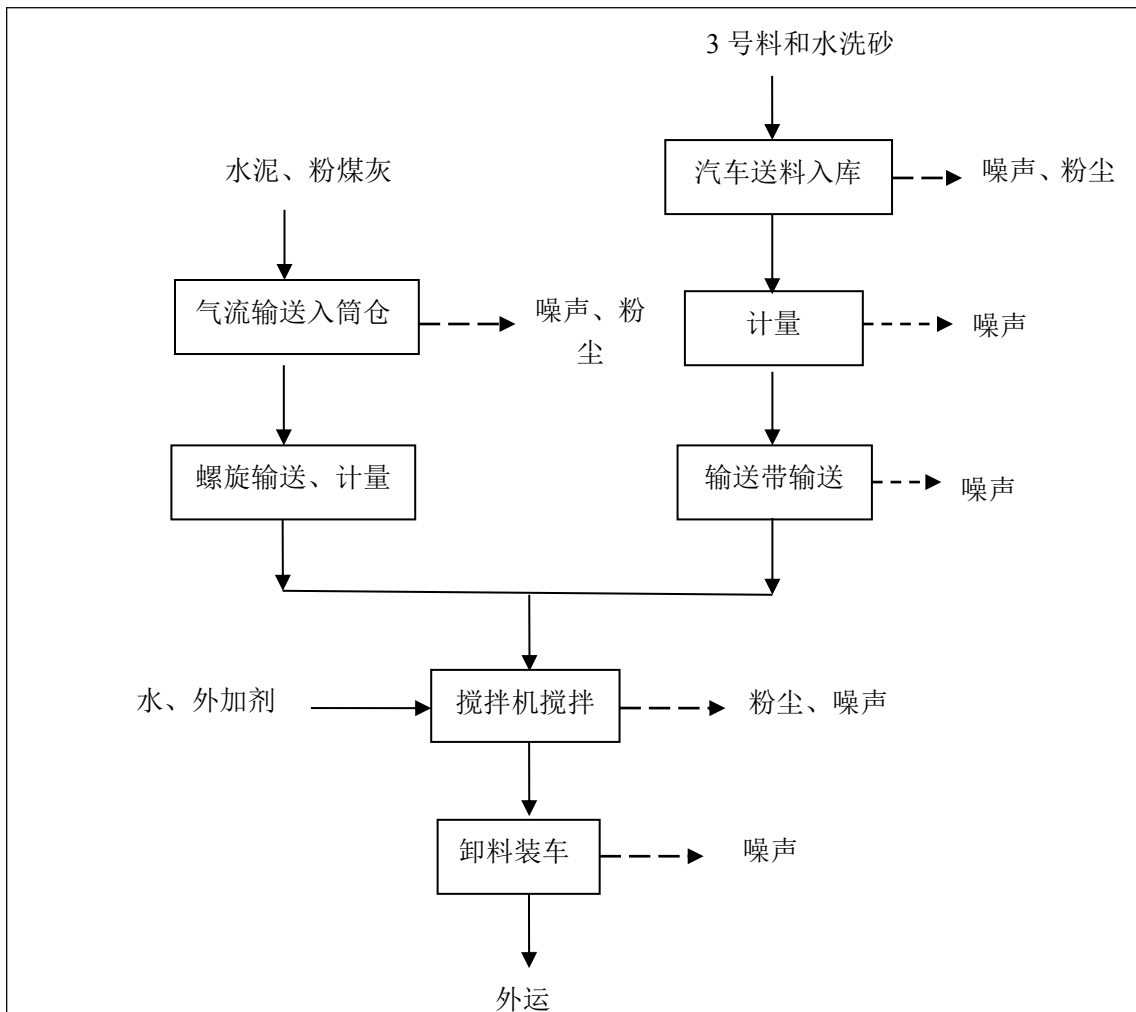 3 号料和水洗砂
水泥、粉煤灰
汽车送料入库
噪声、粉尘
气流输送入筒仓
噪声、粉
尘
计量
噪声
螺旋输送、计量
输送带输送
噪声
水、外加剂
搅拌机搅拌
粉尘、噪声
卸料装车
噪声
外运